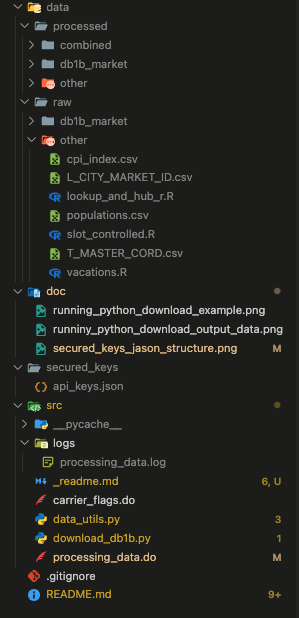 data
processed
combined
db1b_market
other
raw
db1b_market
other
cpi_index.csv
L_CITY_MARKET_ID.csv
lookup_and_hub_r.R
populations.csv
slot_controlled.R
T_MASTER_CORD.csv
vacations.R
doc
running_python_download_example.png
runniny_python_download_output_data.png
secured_keys_jason_structure.png M
secured_keys
api_keys.json
src
__pycache__
logs
processing_data.log
_readme.md 6, U
carrier_flags.do
data_utils.py 3
download_db1b.py 1
processing_data.do M
.gitignore
README.md 9+